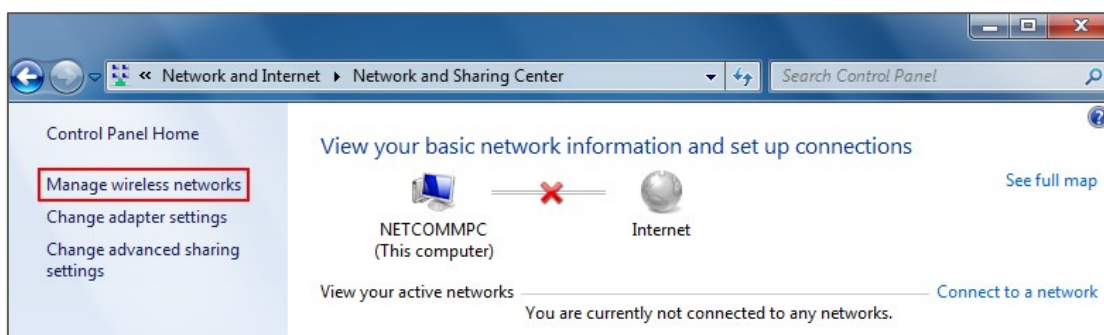 « Network and Internet ▸ Network and Sharing Center
Search Control Panel
Control Panel Home
Manage wireless networks
Change adapter settings
Change advanced sharing
settings
View your basic network information and set up connections
See full map
NETCOMMPC
(This computer)
Internet
View your active networks
Connect to a network
You are currently not connected to any networks.